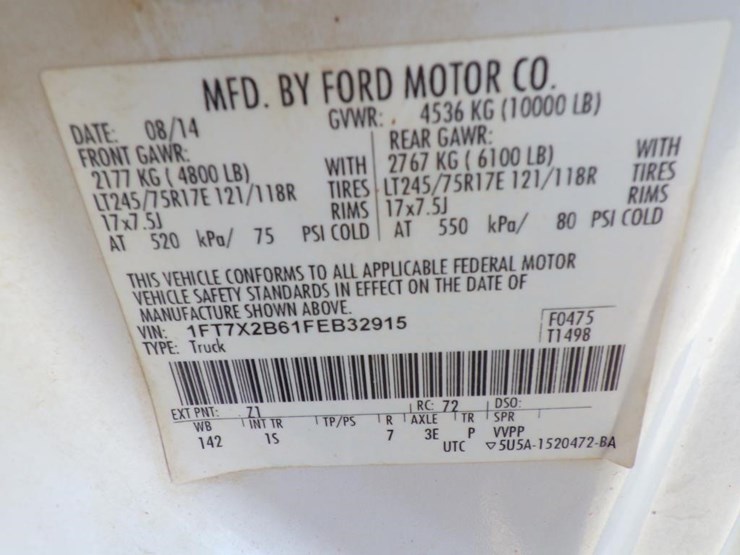 MFD. BY FORD MOTOR CO.
DATE: 08/14 GVWR: 4536 KG (10000 LB)
FRONT GAWR: REAR GAWR:
2177 KG ( 4800 LB) WITH 2767 KG ( 6100 LB) WITH
LT245/75R17E 121/118R TIRES LT245/75R17E 121/118R TIRES
17x7.5J RIMS 17x7.5J RIMS
AT 520 kPa/ 75 PSI COLD AT 550 kPa/ 80 PSI COLD
THIS VEHICLE CONFORMS TO ALL APPLICABLE FEDERAL MOTOR
VEHICLE SAFETY STANDARDS IN EFFECT ON THE DATE OF
MANUFACTURE SHOWN ABOVE.
VIN: 1FT7X2B61FEB32915 F0475
TYPE: Truck T1498
EXT PNT: Z1 RC: 72 DSO:
WB INT TR TP/PS R AXLE TR SPR
142 1S 7 3E P VVPP
UTC ▽5U5A-1520472-BA